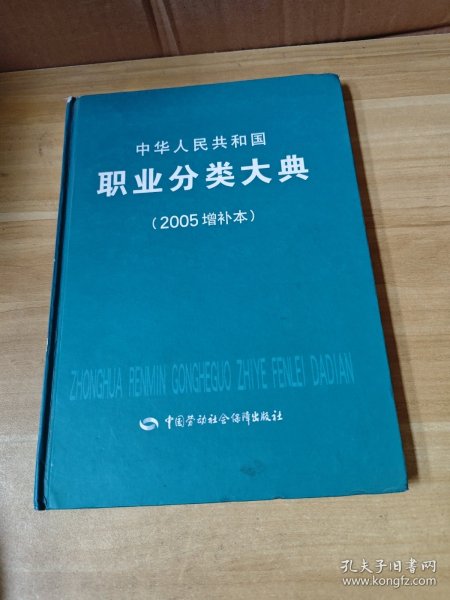 中华人民共和国
职业分类大典
(2005增补本)
ZHONGHUA RENMIN GONGHEGUO ZHIYE FENLEI DADIAN
中国劳动社会保障出版社
孔夫子旧书网
www.kongfz.com